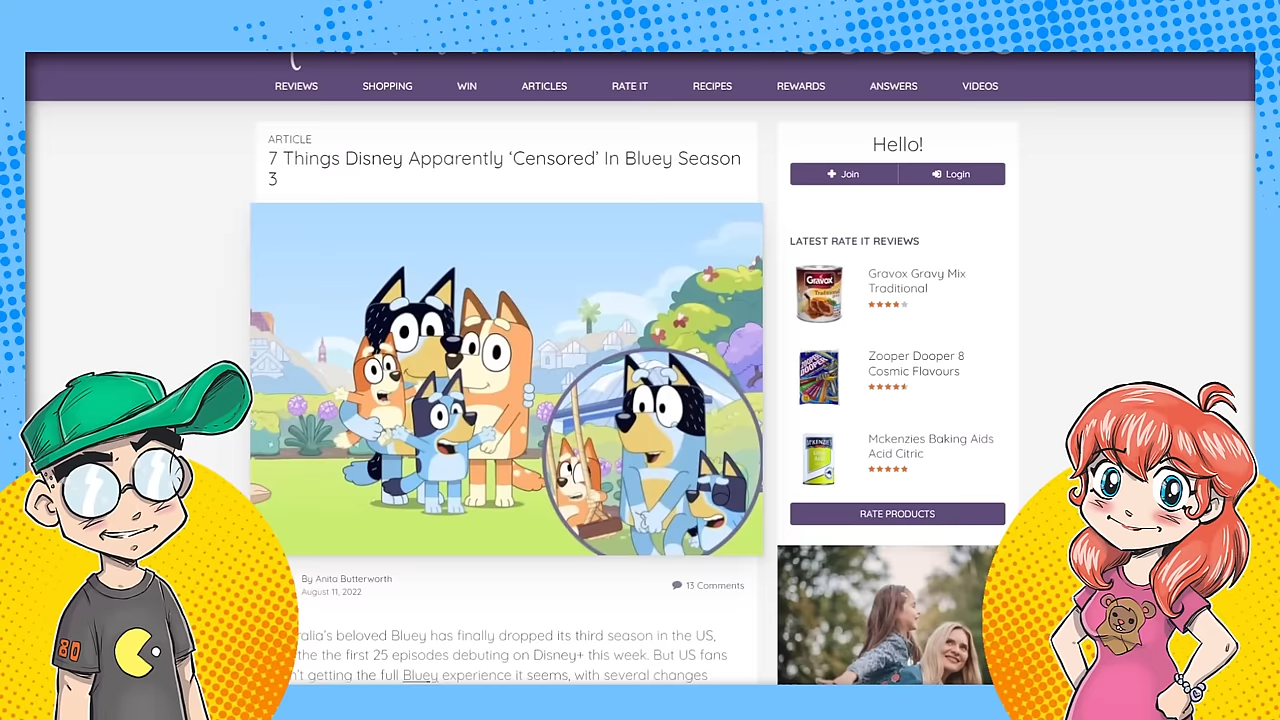 REVIEWS SHOPPING WIN ARTICLES RATE IT RECIPES REWARDS ANSWERS VIDEOS
ARTICLE
7 Things Disney Apparently ‘Censored’ In Bluey Season
3
By Anita Butterworth
August 11, 2022
13 Comments
beloved Bluey has finally dropped its third season in the US,
the first 25 episodes debuting on Disney+ this week. But US fans
getting the full Bluey experience it seems, with several changes
Hello!
Join Login
LATEST RATE IT REVIEWS
Gravox
Traditional
Gravox Gravy Mix
Traditional
Zooper Dooper 8
Cosmic Flavours
McKENZIE'S
Mckenzies Baking Aids
Acid Citric
RATE PRODUCTS
80